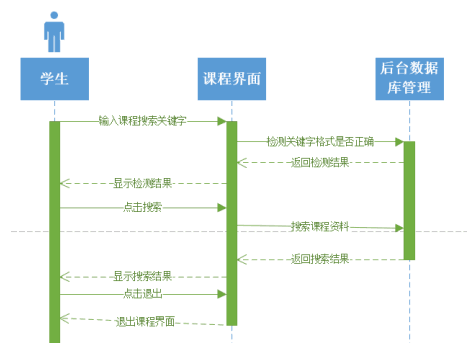 学生
课程界面
后台数据
库管理
输入课程搜索关键字
检测关键字格式是否正确
返回检测结果
显示检测结果
点击搜索
搜索课程资料
返回搜索结果
显示搜索结果
点击退出
退出课程界面